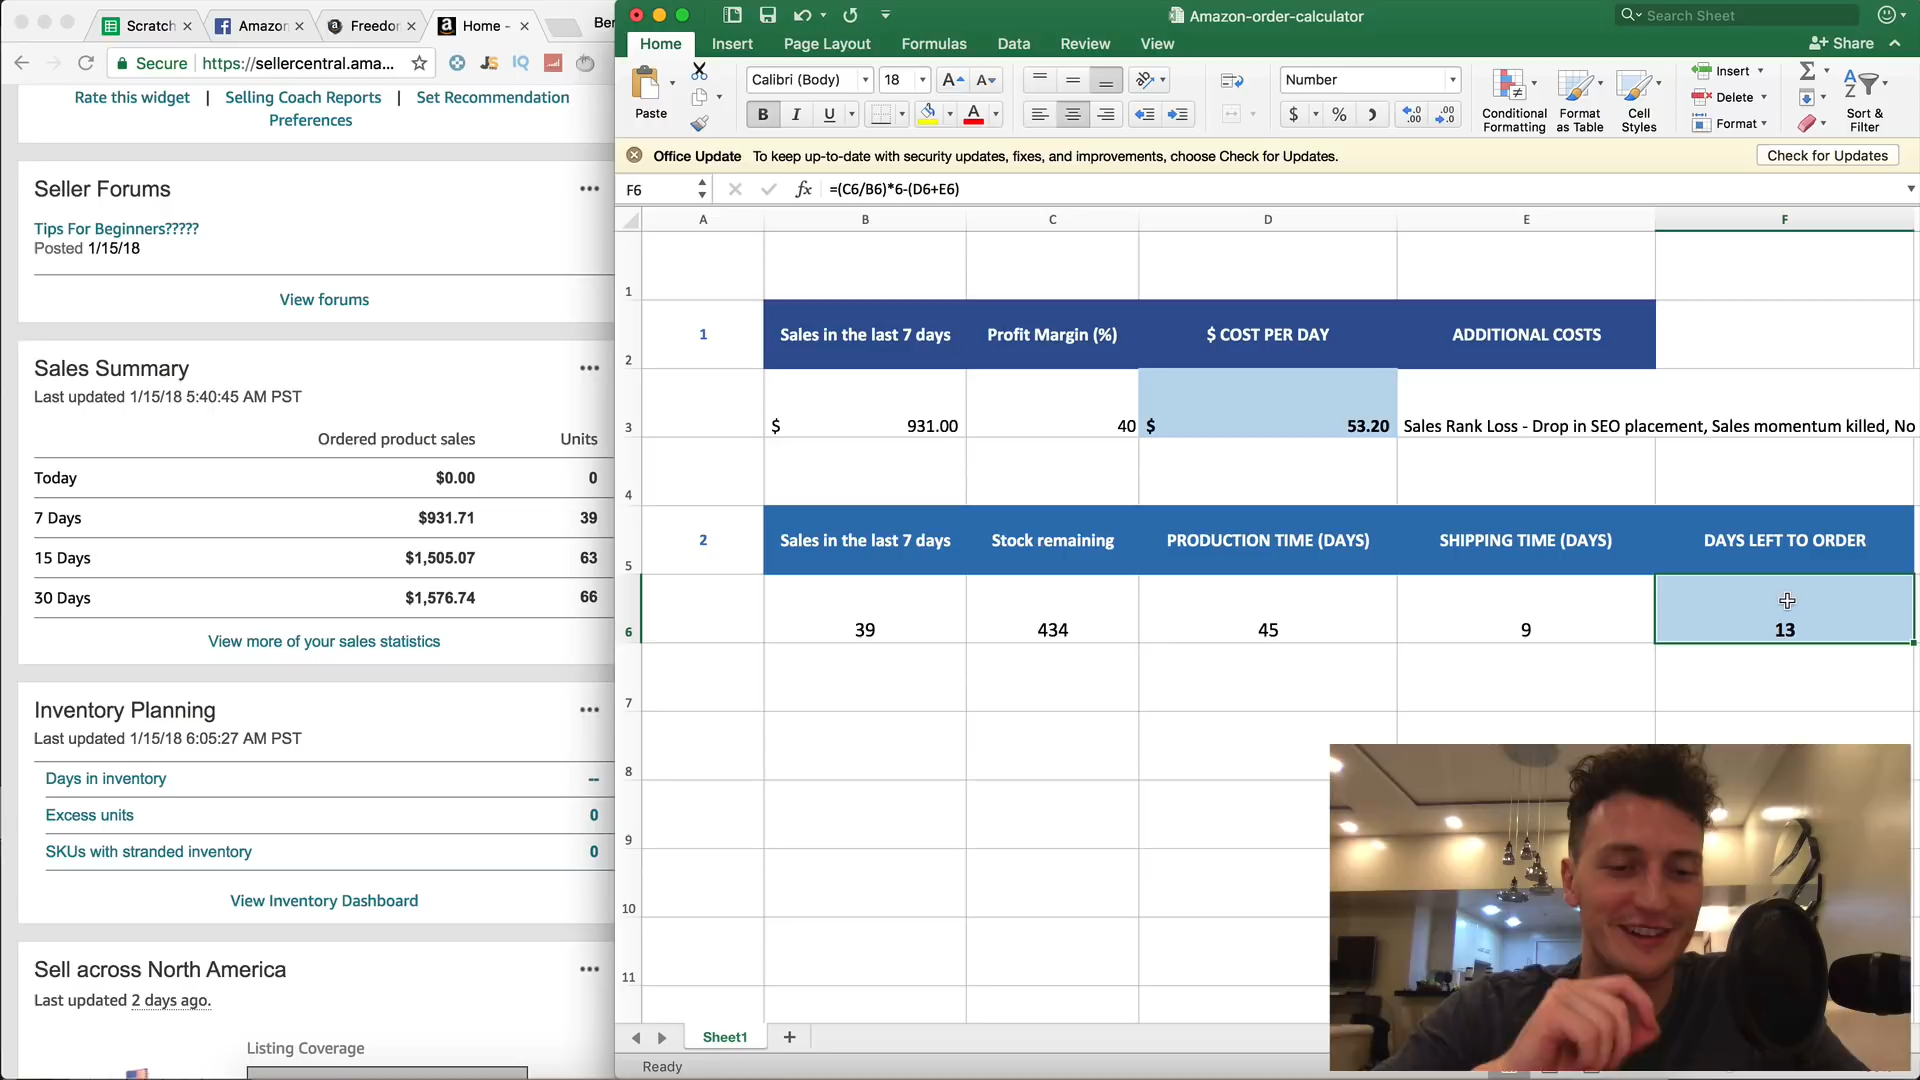 Scratch
Amazon
Freedor
Home -
Ber
Secure
https://sellercentral.ama...
Rate this widget | Selling Coach Reports | Set Recommendation
Preferences
Seller Forums
Tips For Beginners?????
Posted 1/15/18
View forums
Sales Summary
Last updated 1/15/18 5:40:45 AM PST
Ordered product sales Units
Today $0.00 0
7 Days $931.71 39
15 Days $1,505.07 63
30 Days $1,576.74 66
View more of your sales statistics
Inventory Planning
Last updated 1/15/18 6:05:27 AM PST
Days in inventory --
Excess units 0
SKUs with stranded inventory 0
View Inventory Dashboard
Sell across North America
Last updated 2 days ago.
Listing Coverage
Amazon-order-calculator
Search Sheet
Home Insert Page Layout Formulas Data Review View
Share
Paste
Calibri (Body) 18
Number
Conditional Formatting
Format as Table
Cell Styles
Insert
Delete
Format
Sort & Filter
Office Update To keep up-to-date with security updates, fixes, and improvements, choose Check for Updates.
Check for Updates
F6 fx =(C6/B6)*6-(D6+E6)
A B C D E F
1
2 1 Sales in the last 7 days Profit Margin (%) $ COST PER DAY ADDITIONAL COSTS
3 $ 931.00 40 $ 53.20 Sales Rank Loss - Drop in SEO placement, Sales momentum killed, No
4
5 2 Sales in the last 7 days Stock remaining PRODUCTION TIME (DAYS) SHIPPING TIME (DAYS) DAYS LEFT TO ORDER
6 39 434 45 9 13
7
8
9
10
11
Sheet1
Ready